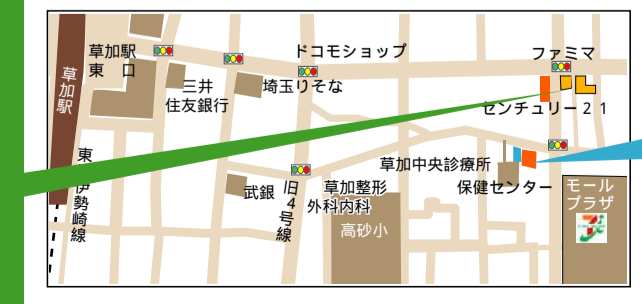 草加駅
東　口
ドコモショップ
ファミマ
草加駅
三井
住友銀行
埼玉りそな
センチュリー２１
東
伊勢崎線
草加中央診療所
保健センター
モール
プラザ
武銀
旧4号線
草加整形
外科内科
高砂小